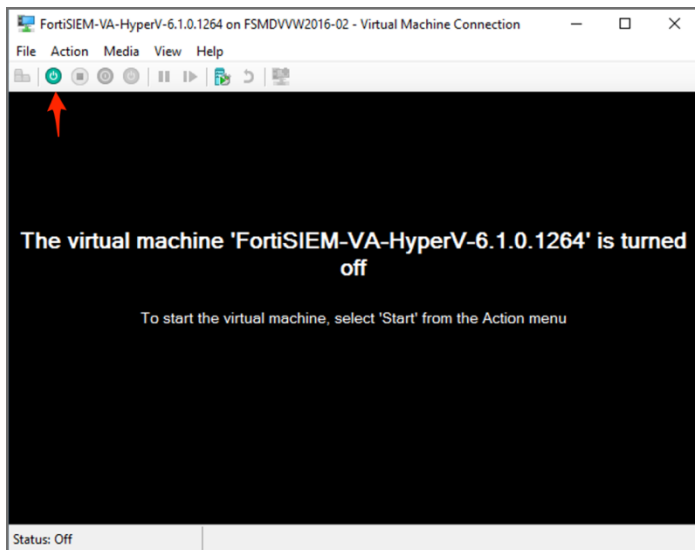 FortiSIEM-VA-HyperV-6.1.0.1264 on FSMDVVW2016-02 - Virtual Machine Connection
File Action Media View Help
The virtual machine 'FortiSIEM-VA-HyperV-6.1.0.1264' is turned
off
To start the virtual machine, select 'Start' from the Action menu
Status: Off